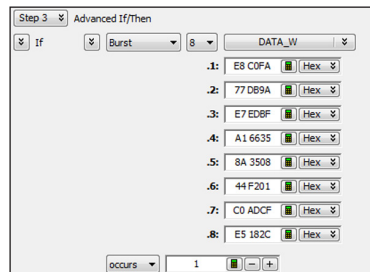 Step 3 Advanced If/Then
If Burst 8 DATA_W
.1: E8 C0FA Hex
.2: 77 DB9A Hex
.3: E7 EDBF Hex
.4: A1 6635 Hex
.5: 8A 3508 Hex
.6: 44 F201 Hex
.7: C0 ADCF Hex
.8: E5 182C Hex
occurs 1 - +